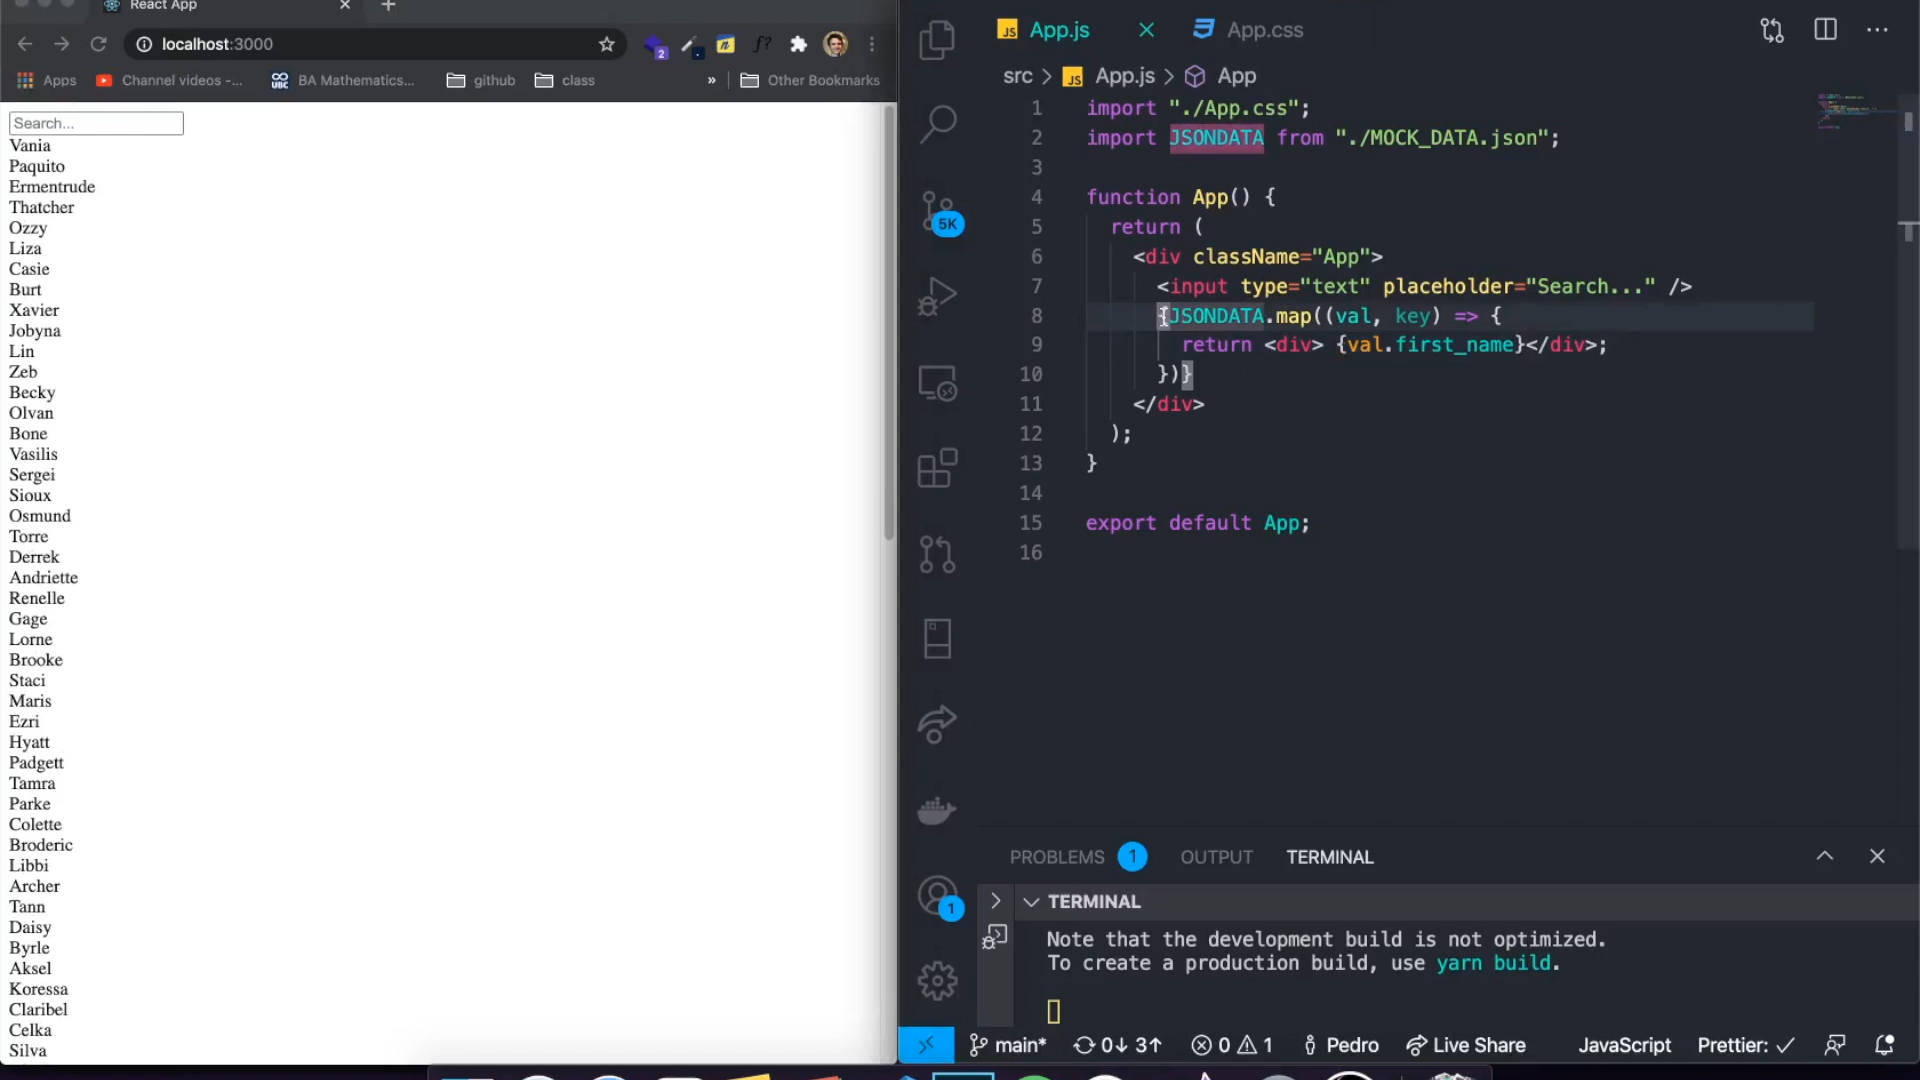 React App
localhost:3000
2
f?
Apps
Channel videos -...
UBC
BA Mathematics...
github
class
»
Other Bookmarks
Search...
Vania
Paquito
Ermentrude
Thatcher
Ozzy
Liza
Casie
Burt
Xavier
Jobyna
Lin
Zeb
Becky
Olvan
Bone
Vasilis
Sergei
Sioux
Osmund
Torre
Derrek
Andriette
Renelle
Gage
Lorne
Brooke
Staci
Maris
Ezri
Hyatt
Padgett
Tamra
Parke
Colette
Broderic
Libbi
Archer
Tann
Daisy
Byrle
Aksel
Koressa
Claribel
Celka
Silva
JS App.js
App.css
src > JS App.js > App
5K
1
1 import "./App.css";
2 import JSONDATA from "./MOCK_DATA.json";
3
4 function App() {
5 return (
6 <div className="App">
7 <input type="text" placeholder="Search..." />
8 {JSONDATA.map((val, key) => {
9 return <div> {val.first_name}</div>;
10 })}
11 </div>
12 );
13 }
14
15 export default App;
16
PROBLEMS 1 OUTPUT TERMINAL
TERMINAL
Note that the development build is not optimized.
To create a production build, use yarn build.
main* 0↓ 3↑ 0 1 Pedro Live Share JavaScript Prettier: ✓